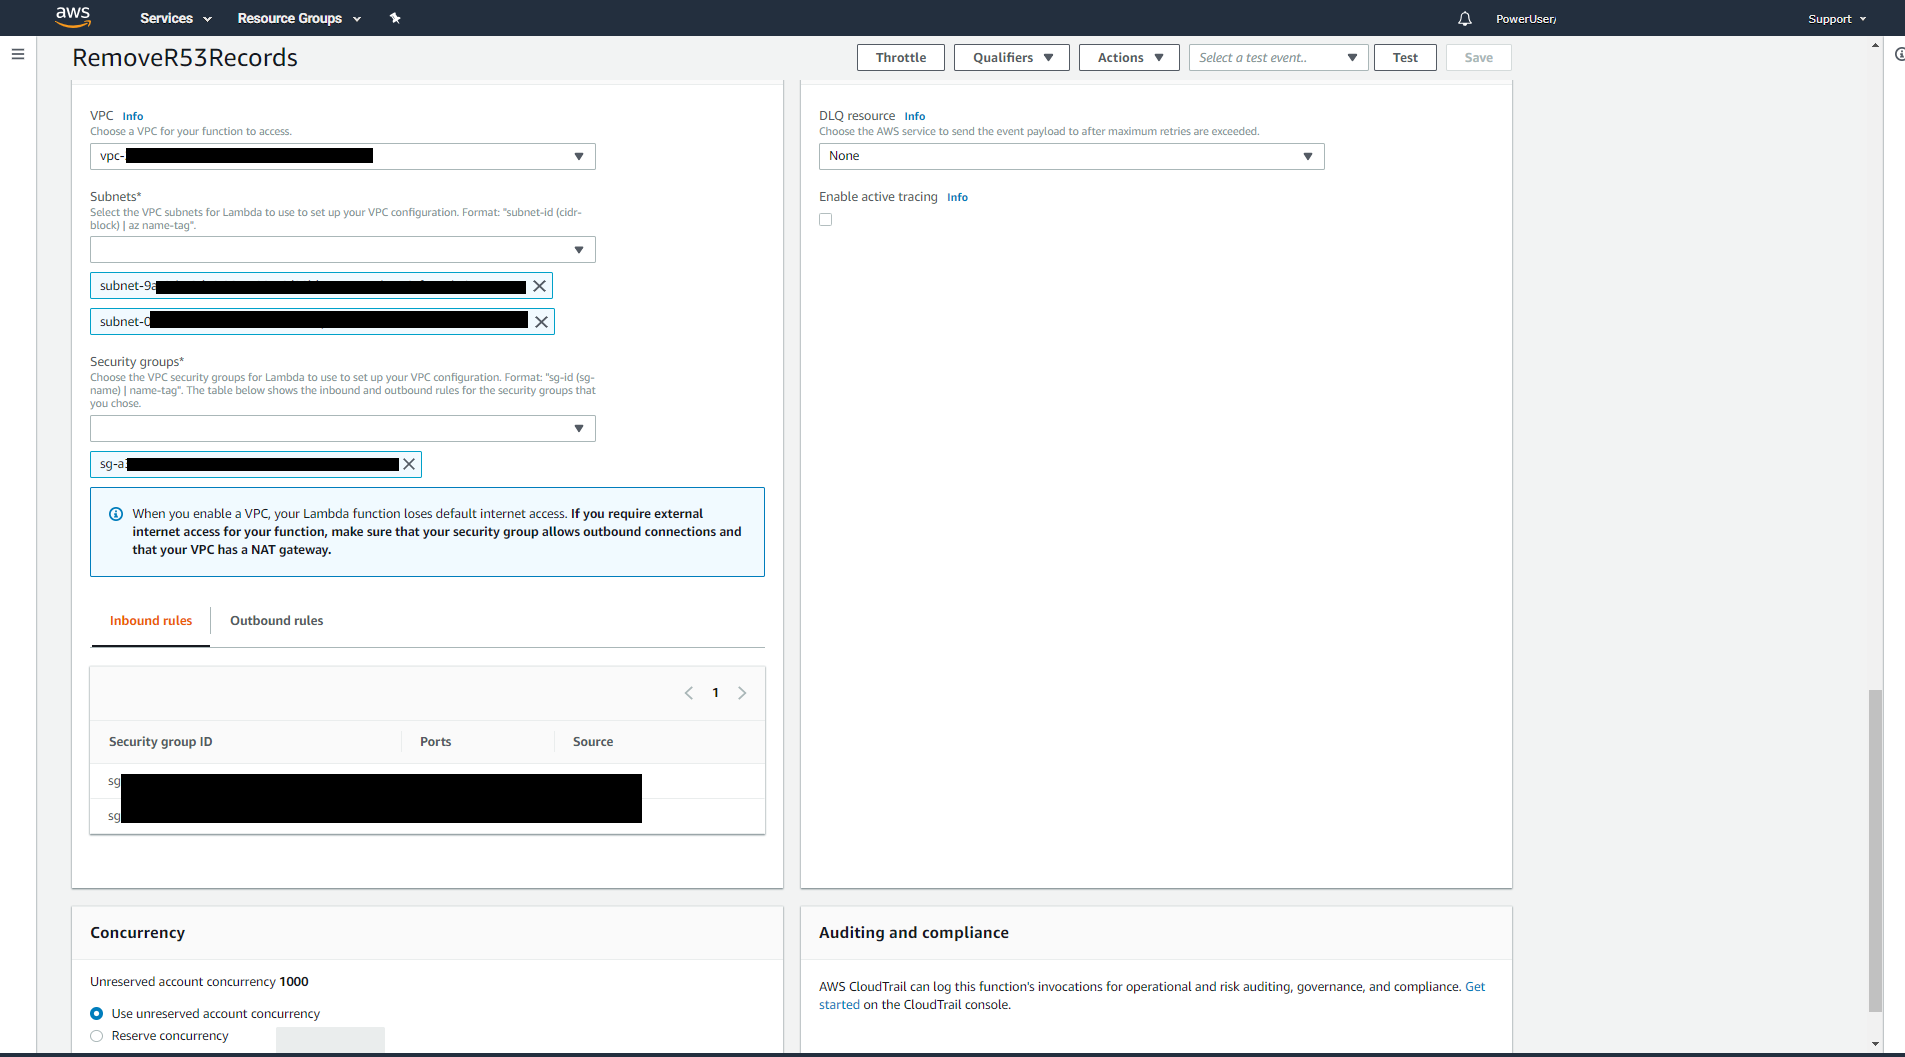 aws
Services
Resource Groups
PowerUser/
Support
RemoveR53Records
Throttle
Qualifiers
Actions
Select a test event..
Test
Save
VPC Info
Choose a VPC for your function to access.
vpc-
Subnets*
Select the VPC subnets for Lambda to use to set up your VPC configuration. Format: "subnet-id (cidr-
block) | az name-tag".
subnet-9a
subnet-0
Security groups*
Choose the VPC security groups for Lambda to use to set up your VPC configuration. Format: "sg-id (sg-
name) | name-tag". The table below shows the inbound and outbound rules for the security groups that
you chose.
sg-a
When you enable a VPC, your Lambda function loses default internet access. If you require external
internet access for your function, make sure that your security group allows outbound connections and
that your VPC has a NAT gateway.
Inbound rules
Outbound rules
1
Security group ID
Ports
Source
sg
sg
DLQ resource Info
Choose the AWS service to send the event payload to after maximum retries are exceeded.
None
Enable active tracing Info
Concurrency
Unreserved account concurrency 1000
Use unreserved account concurrency
Reserve concurrency
Auditing and compliance
AWS CloudTrail can log this function's invocations for operational and risk auditing, governance, and compliance. Get
started on the CloudTrail console.